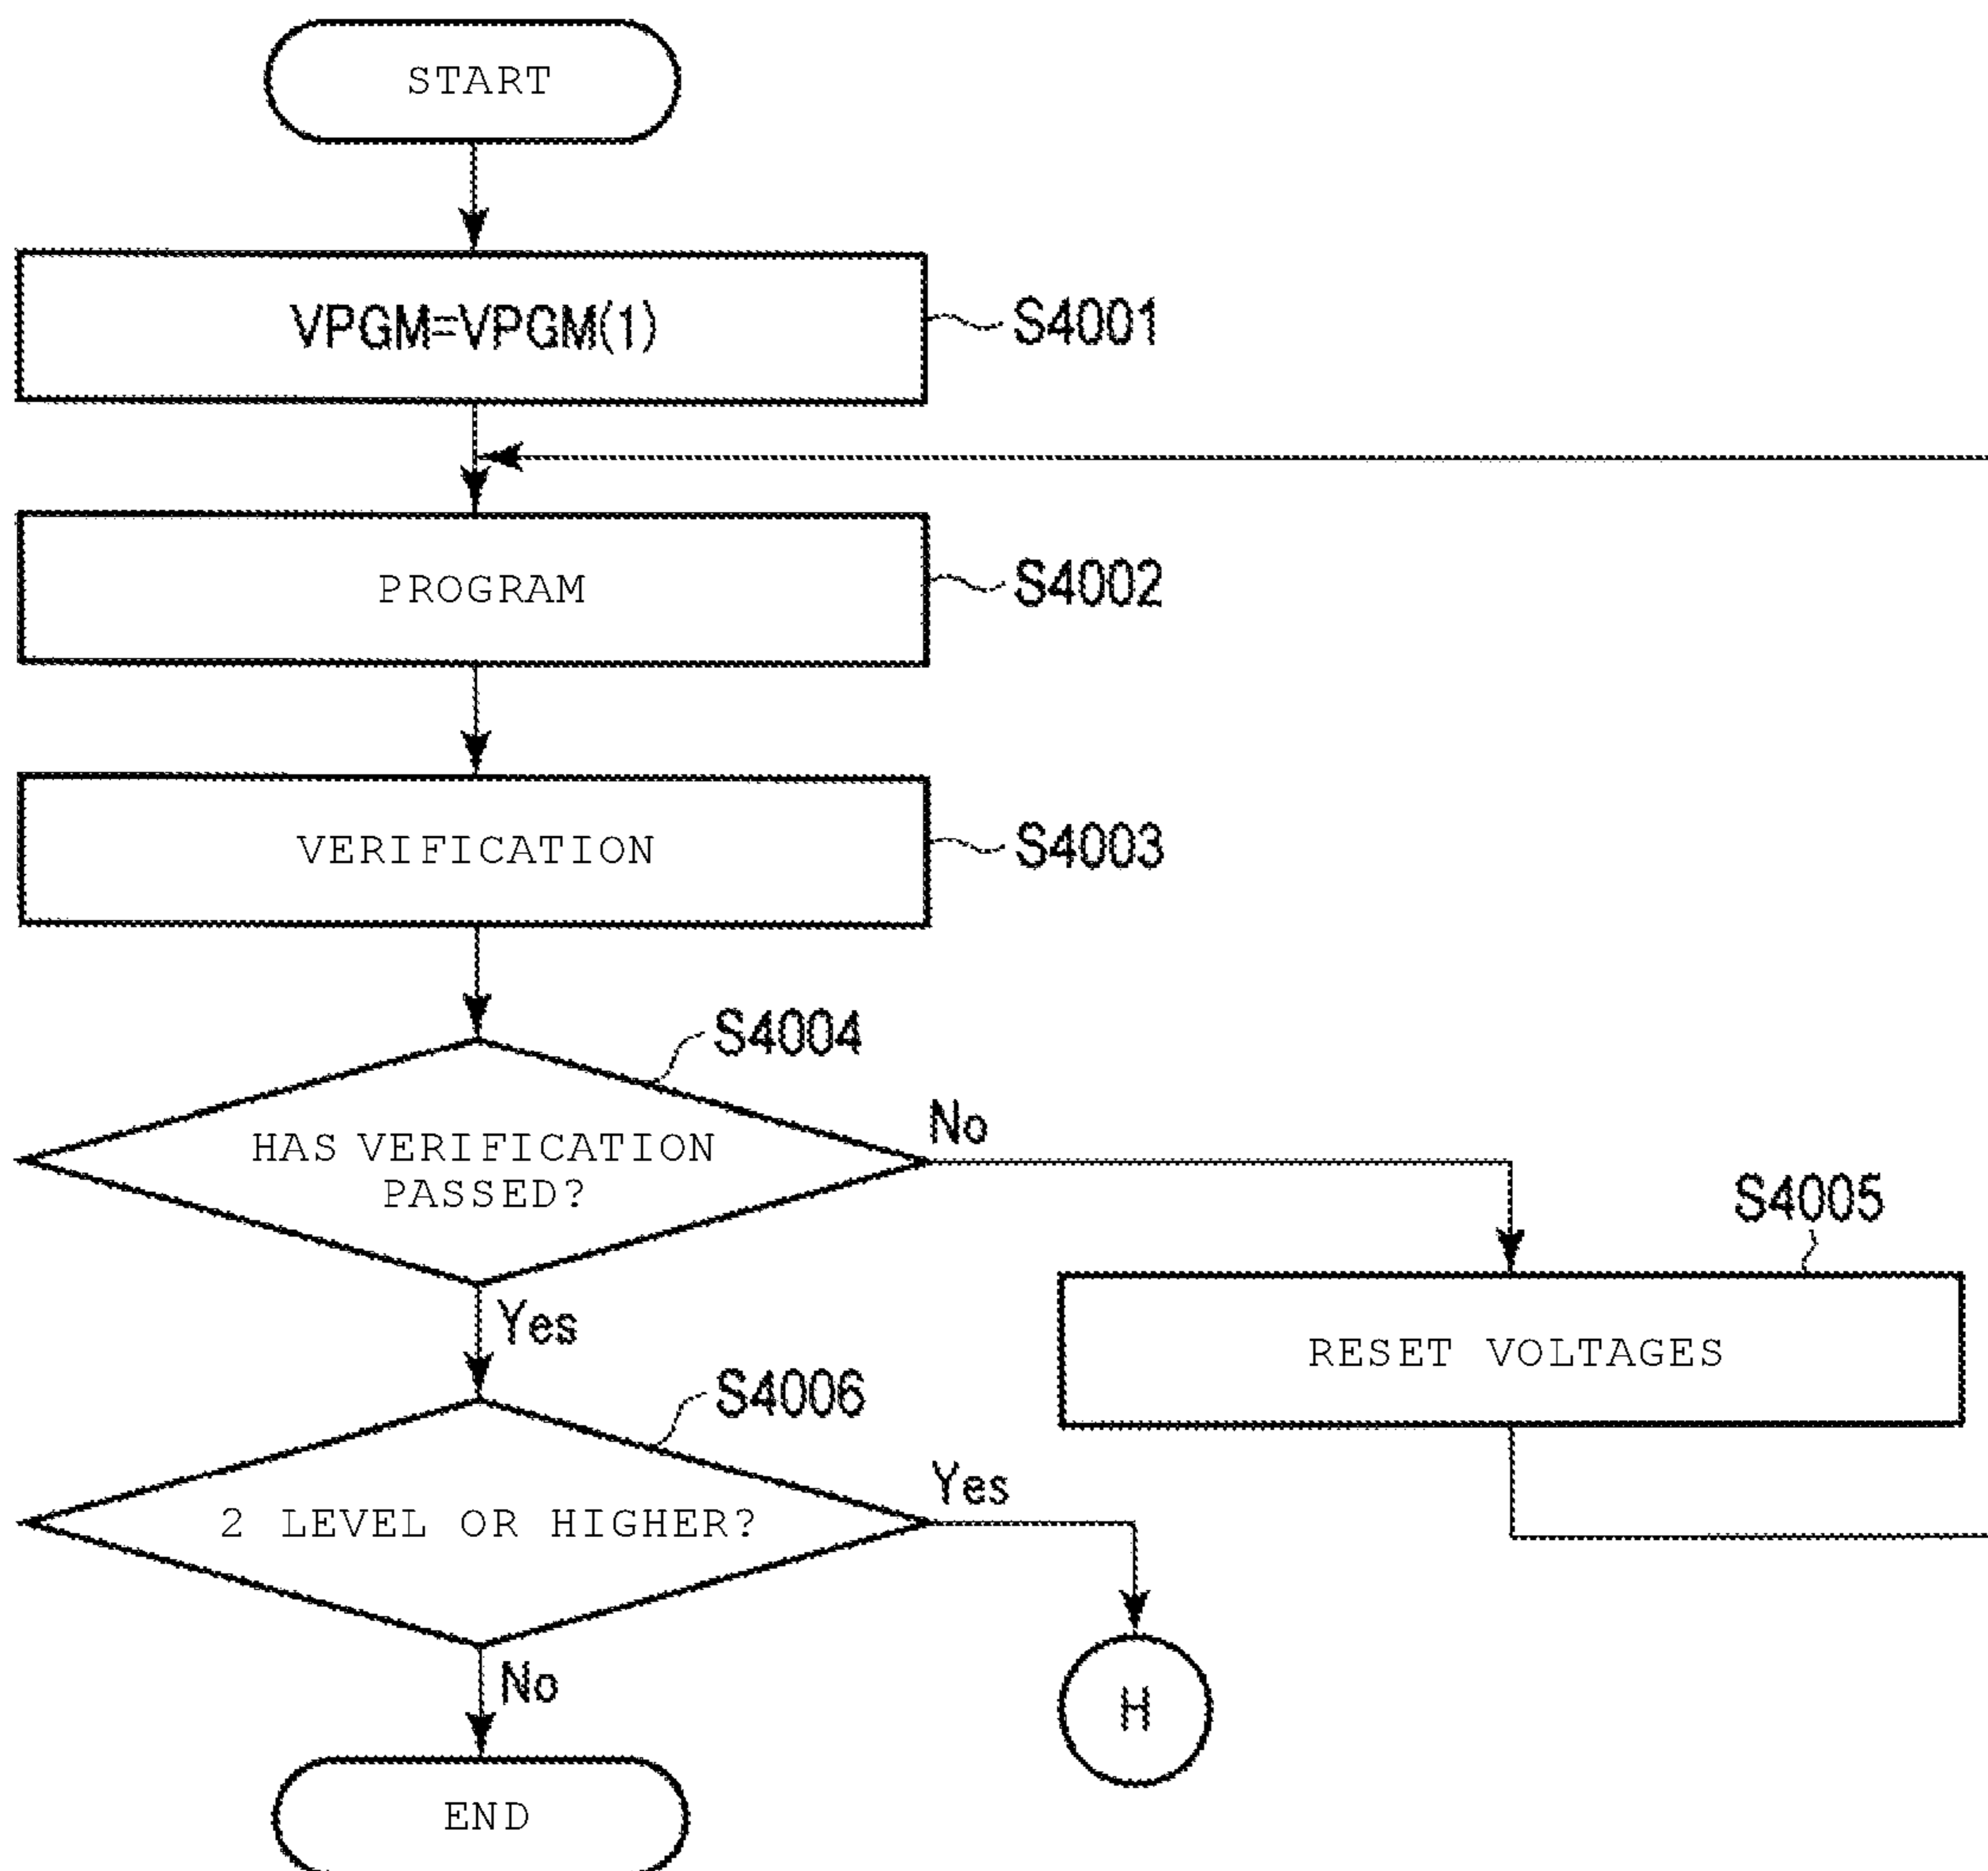 START
VPGM=VPGM(1)
S4001
PROGRAM
S4002
VERIFICATION
S4003
S4004
HAS VERIFICATION
PASSED?
No
Yes
S4005
RESET VOLTAGES
S4006
2 LEVEL OR HIGHER?
Yes
No
H
END